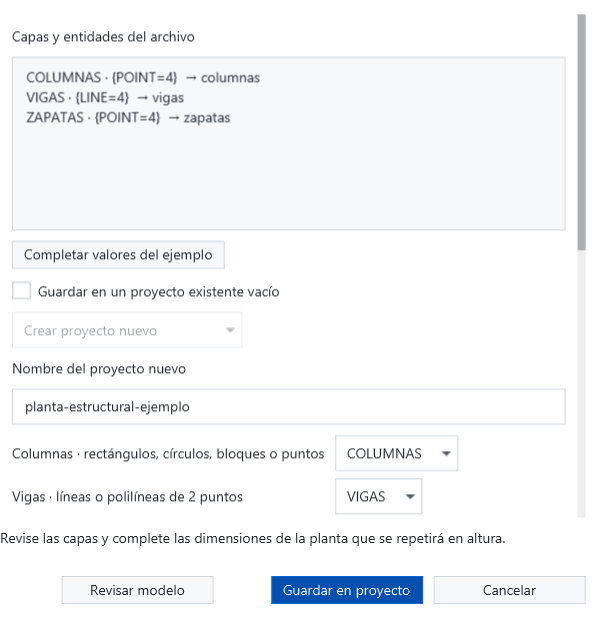 Capas y entidades del archivo
COLUMNAS · {POINT=4} → columnas
VIGAS · {LINE=4} → vigas
ZAPATAS · {POINT=4} → zapatas
Completar valores del ejemplo
Guardar en un proyecto existente vacío
Crear proyecto nuevo
Nombre del proyecto nuevo
planta-estructural-ejemplo
Columnas · rectángulos, círculos, bloques o puntos COLUMNAS
Vigas · líneas o polilíneas de 2 puntos VIGAS
Revise las capas y complete las dimensiones de la planta que se repetirá en altura.
Revisar modelo Guardar en proyecto Cancelar